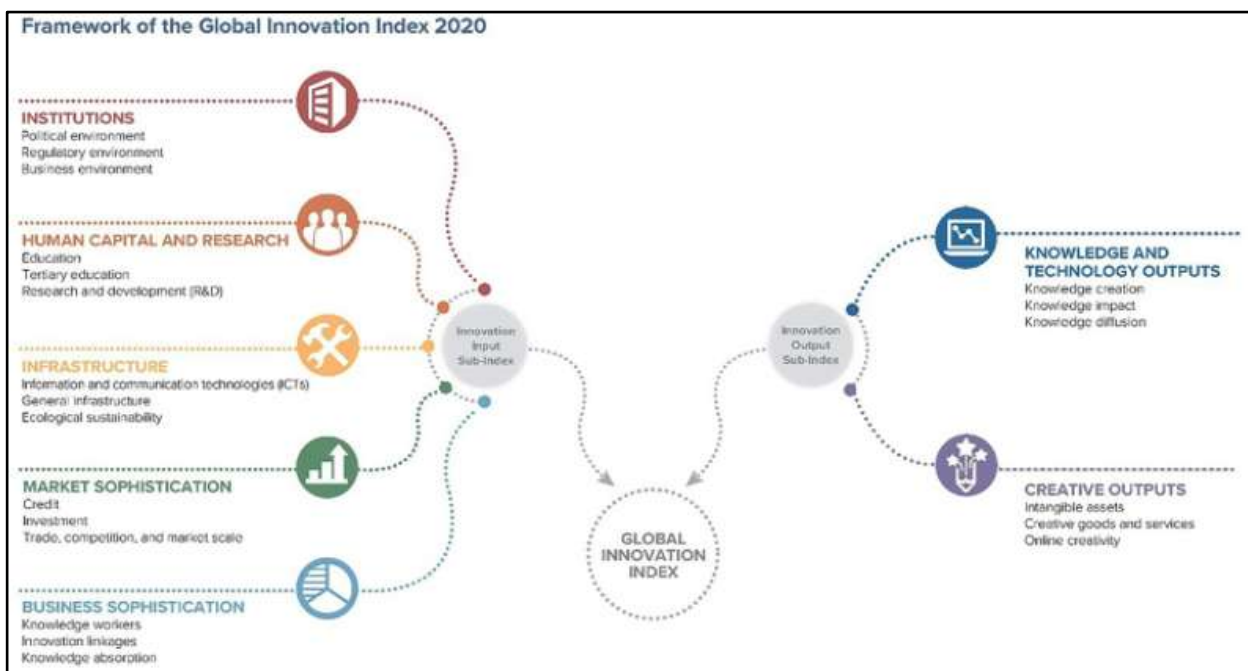 Framework of the Global Innovation Index 2020
INSTITUTIONS
Political environment
Regulatory environment
Business environment
HUMAN CAPITAL AND RESEARCH
Education
Tertiary education
Research and development (R&D)
INFRASTRUCTURE
Information and communication technologies (ICTs)
General infrastructure
Ecological sustainability
MARKET SOPHISTICATION
Credit
Investment
Trade, competition, and market scale
BUSINESS SOPHISTICATION
Knowledge workers
Innovation linkages
Knowledge absorption
Innovation
Input
Sub-Index
Innovation
Output
Sub-Index
GLOBAL
INNOVATION
INDEX
KNOWLEDGE AND
TECHNOLOGY OUTPUTS
Knowledge creation
Knowledge impact
Knowledge diffusion
CREATIVE OUTPUTS
Intangible assets
Creative goods and services
Online creativity